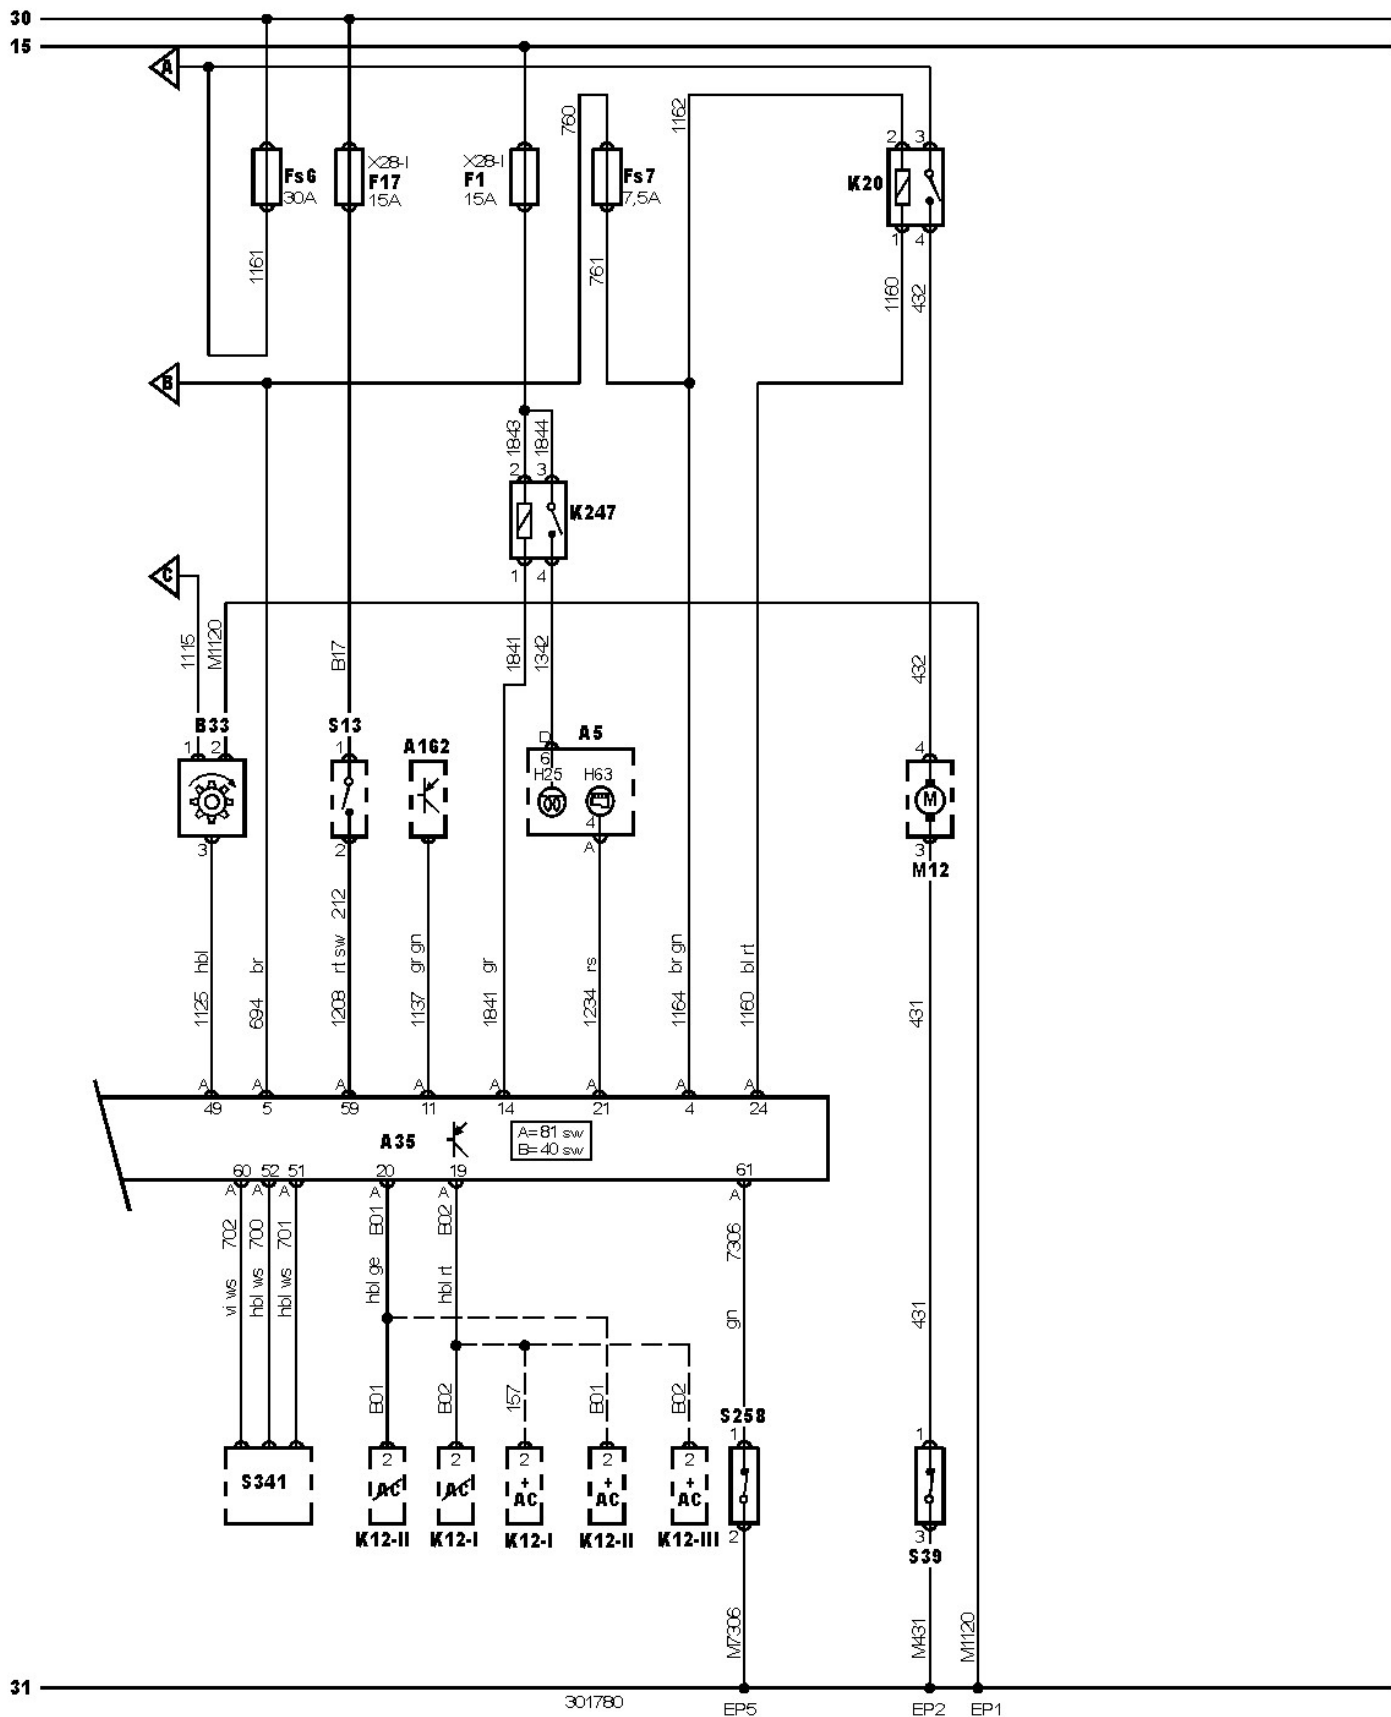 30
15
A
760
1162
2 3
Fs6
30A
X28-I
F17
15A
X28-I
F1
15A
Fs7
7,5A
K20
1 4
1161
761
1160
432
B
1843
1844
2 3
K247
1 4
C
1115
M1120
B17
1841
1342
432
B33
1 2
S13
1
A162
D
6
A5
H25 H63
4
A
4
M
3
M12
3
2
212
1125 hbl
694 br
1208 rt sw
1137 gr gn
1841 gr
1234 rs
1164 br gn
1160 bl rt
431
A A A A A A A A
49 5 59 11 14 21 4 24
A35
A=81 sw
B=40 sw
60 52 51 20 19 61
A A A A A A
702
700
701
B01
B02
7306
vi ws
hbl ws
hbl ws
hbl ge
hbl rt
gn
431
B01
B02
157
B01
B02
S258
1
1
S341
2 2 2 2 2
AC AC + AC + AC + AC
K12-II K12-I K12-I K12-II K12-III
2
3
S39
M7306
M431
M1120
31
301780
EP5 EP2 EP1